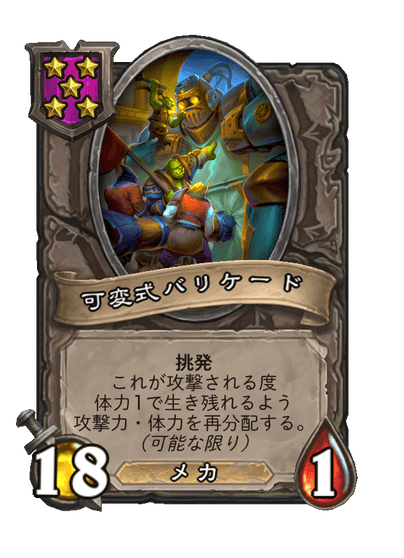 可変式バリケード
挑発
これが攻撃される度
体力1で生き残れるよう
攻撃力・体力を再分配する。
(可能な限り)
18
メカ
1